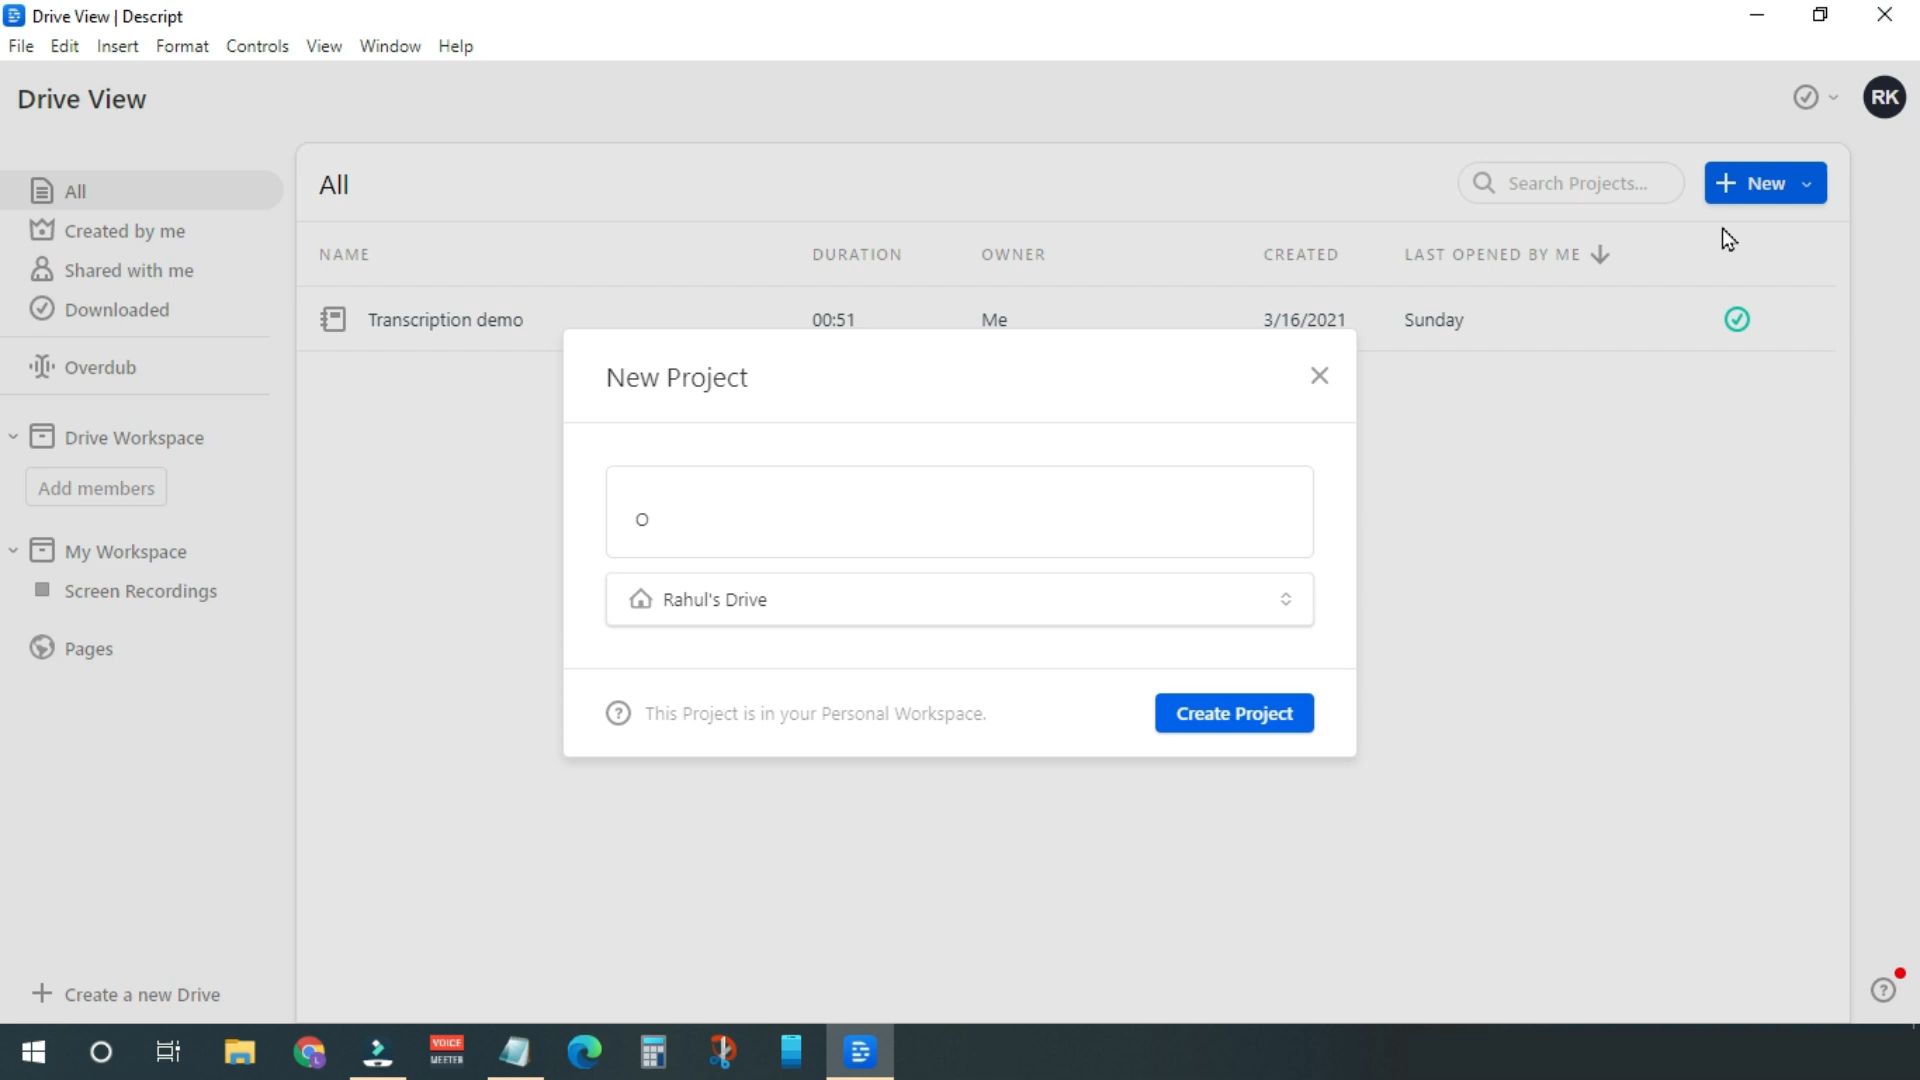 Drive View | Descript
File Edit Insert Format Controls View Window Help
Drive View
RK
All
Created by me
Shared with me
Downloaded
Overdub
Drive Workspace
Add members
My Workspace
Screen Recordings
Pages
Create a new Drive
All
Search Projects...
+ New
NAME DURATION OWNER CREATED LAST OPENED BY ME
Transcription demo 00:51 Me 3/16/2021 Sunday
New Project
O
Rahul's Drive
This Project is in your Personal Workspace.
Create Project
VOICE
MEETER